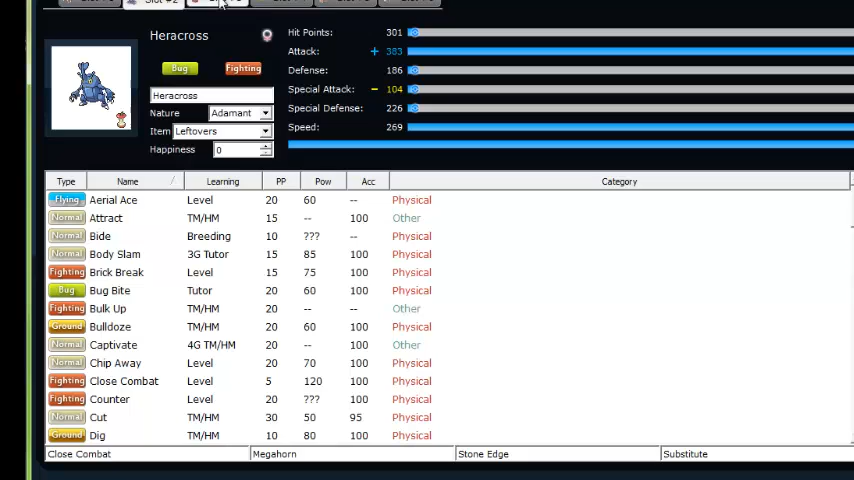 Slot #2
Heracross
Bug Fighting
Heracross
Nature Adamant
Item Leftovers
Happiness 0
Hit Points: 301
Attack: + 383
Defense: 186
Special Attack: - 104
Special Defense: 226
Speed: 269
Type Name Learning PP Pow Acc Category
Flying Aerial Ace Level 20 60 -- Physical
Normal Attract TM/HM 15 -- 100 Other
Normal Bide Breeding 10 ??? -- Physical
Normal Body Slam 3G Tutor 15 85 100 Physical
Fighting Brick Break Level 15 75 100 Physical
Bug Bug Bite Tutor 20 60 100 Physical
Fighting Bulk Up TM/HM 20 -- -- Other
Ground Bulldoze TM/HM 20 60 100 Physical
Normal Captivate 4G TM/HM 20 -- 100 Other
Normal Chip Away Level 20 70 100 Physical
Fighting Close Combat Level 5 120 100 Physical
Fighting Counter Level 20 ??? 100 Physical
Normal Cut TM/HM 30 50 95 Physical
Ground Dig TM/HM 10 80 100 Physical
Close Combat Megahorn Stone Edge Substitute